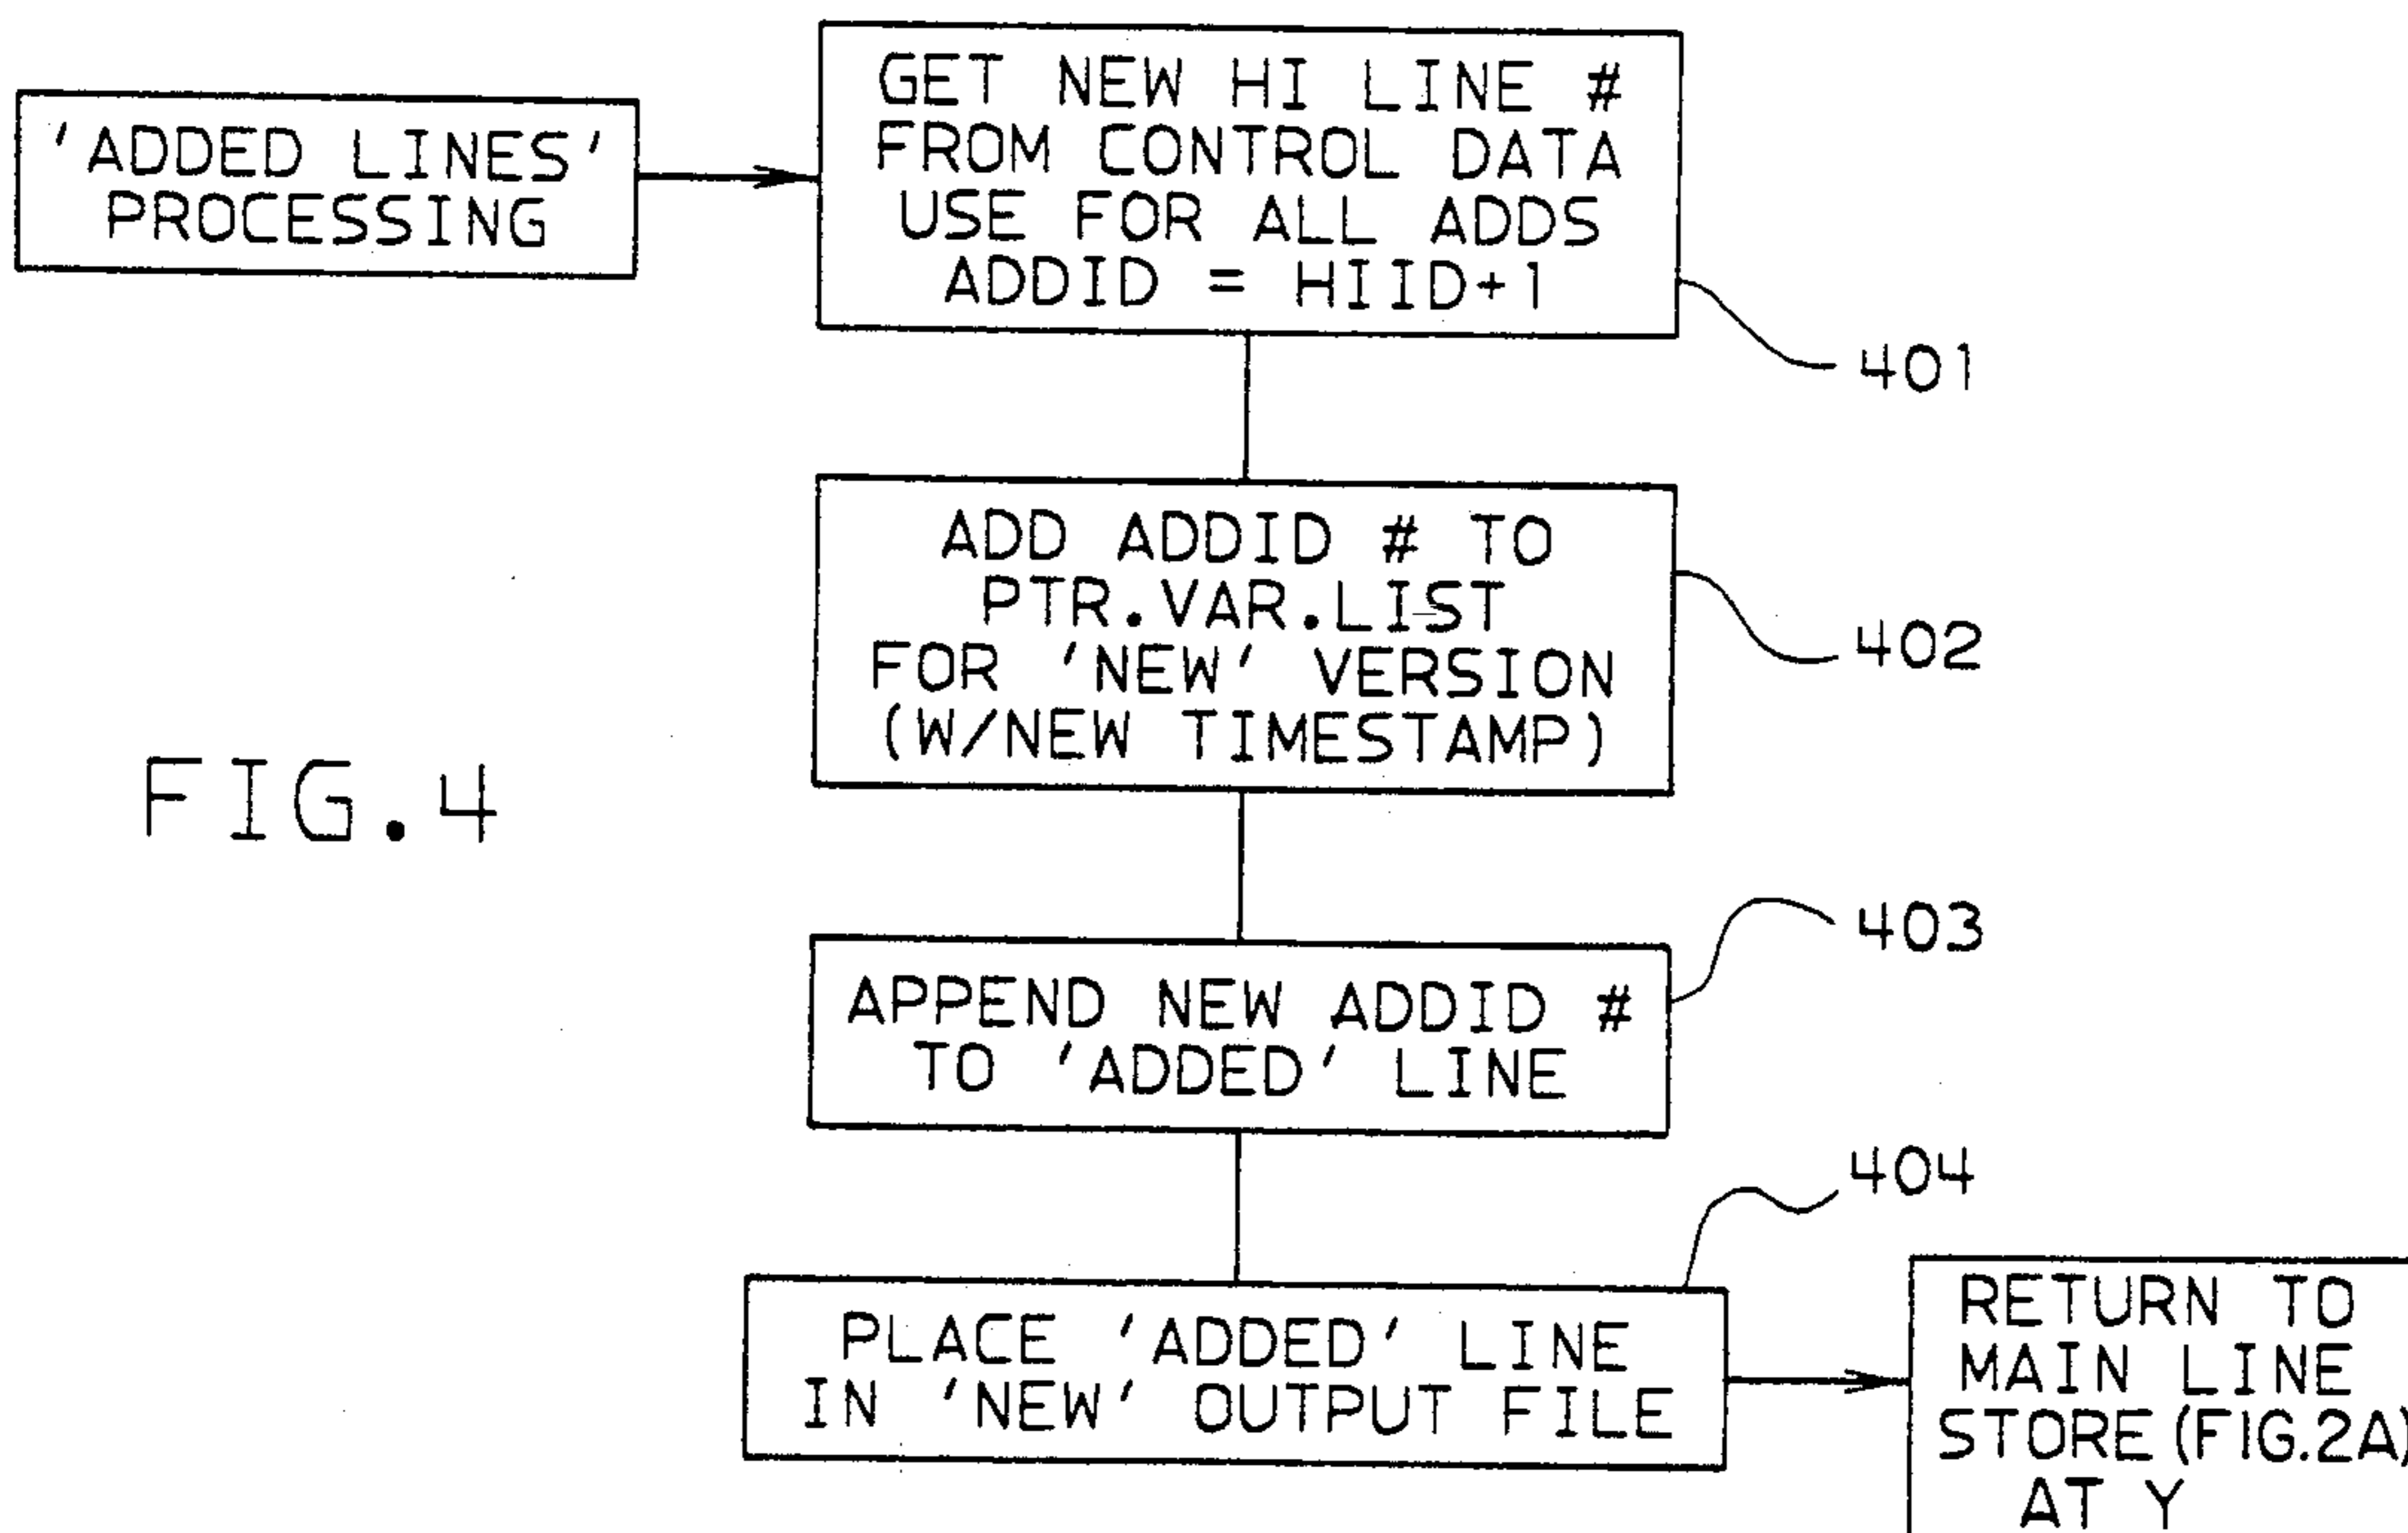 'ADDED LINES'
PROCESSING
GET NEW HI LINE #
FROM CONTROL DATA
USE FOR ALL ADDS
ADDID = HIID+1
401
ADD ADDID # TO
PTR.VAR.LIST
FOR 'NEW' VERSION
(W/NEW TIMESTAMP)
402
FIG.4
APPEND NEW ADDID #
TO 'ADDED' LINE
403
PLACE 'ADDED' LINE
IN 'NEW' OUTPUT FILE
404
RETURN TO
MAIN LINE
STORE (FIG.2A)
AT Y